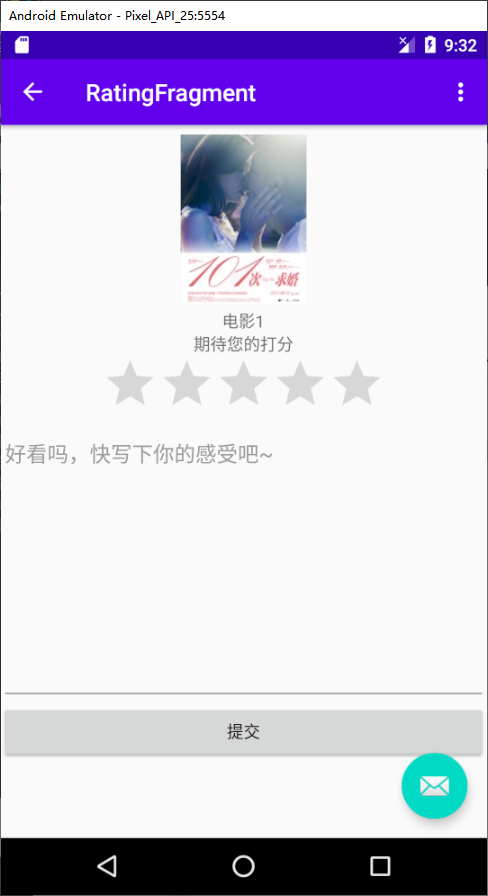 Android Emulator - Pixel_API_25:5554
9:32
RatingFragment
101次求婚
电影1
期待您的打分
好看吗，快写下你的感受吧~
提交